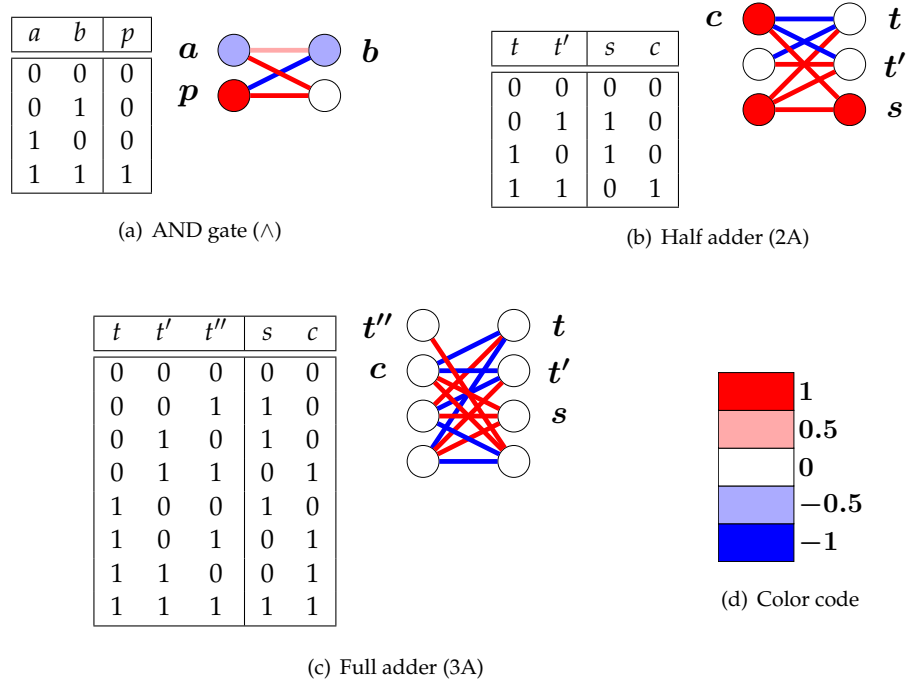 a b p
0 0 0
0 1 0
1 0 0
1 1 1
a b
p
(a) AND gate (∧)
t t′ s c
0 0 0 0
0 1 1 0
1 0 1 0
1 1 0 1
c t
t′
s
(b) Half adder (2A)
t t′ t″ s c
0 0 0 0 0
0 0 1 1 0
0 1 0 1 0
0 1 1 0 1
1 0 0 1 0
1 0 1 0 1
1 1 0 0 1
1 1 1 1 1
t″ t
c t′
s
(c) Full adder (3A)
1
0.5
0
−0.5
−1
(d) Color code